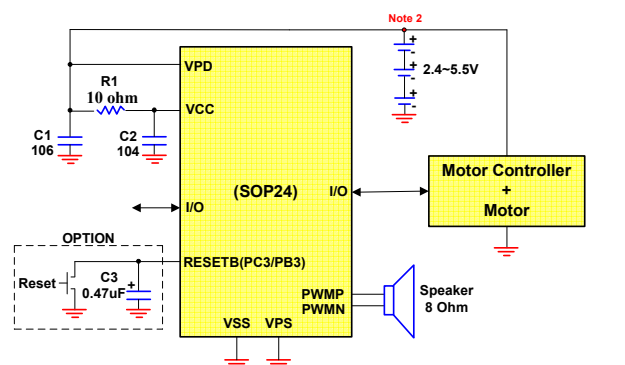 Note 2
+
-
+
-
+
-
2.4~5.5V
VPD
R1
10 ohm
VCC
C1
106
C2
104
(SOP24)
I/O
I/O
Motor Controller
+
Motor
OPTION
RESETB(PC3/PB3)
Reset
C3
0.47uF
+
PWMP
PWMN
Speaker
8 Ohm
VSS VPS